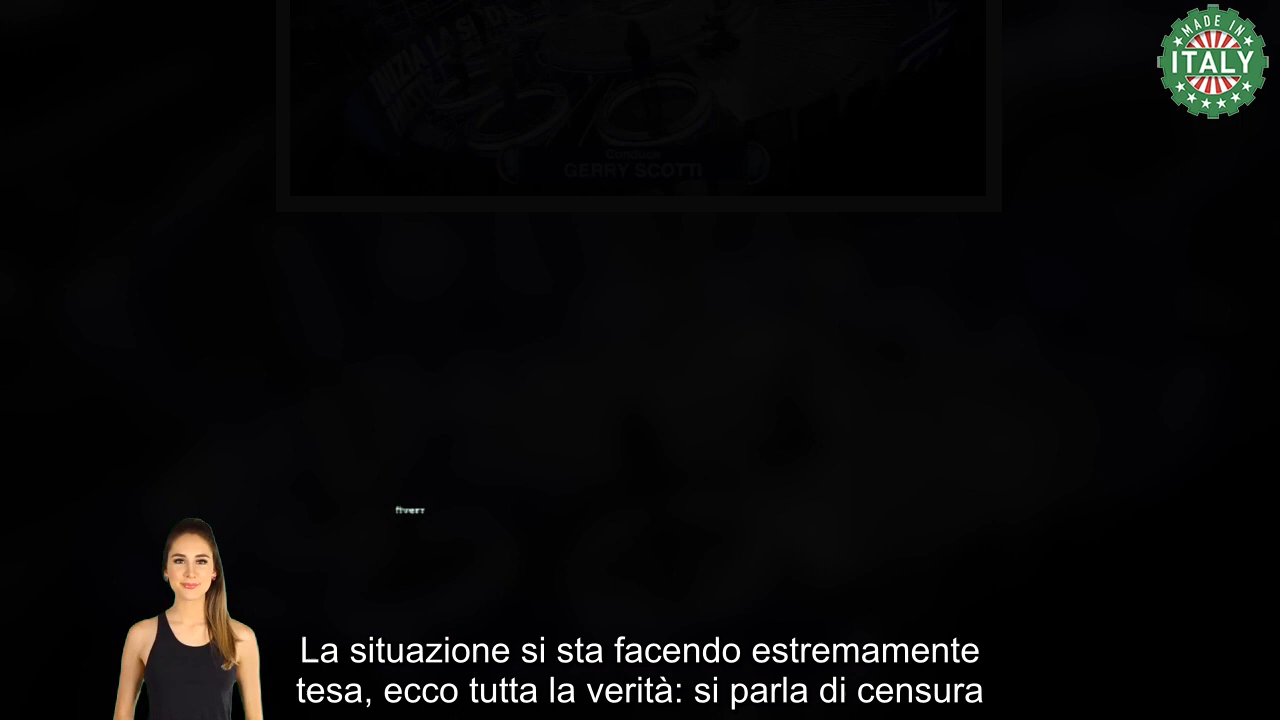 MADE IN
ITALY
GERRY SCOTTI
fiverr
La situazione si sta facendo estremamente
tesa, ecco tutta la verità: si parla di censura